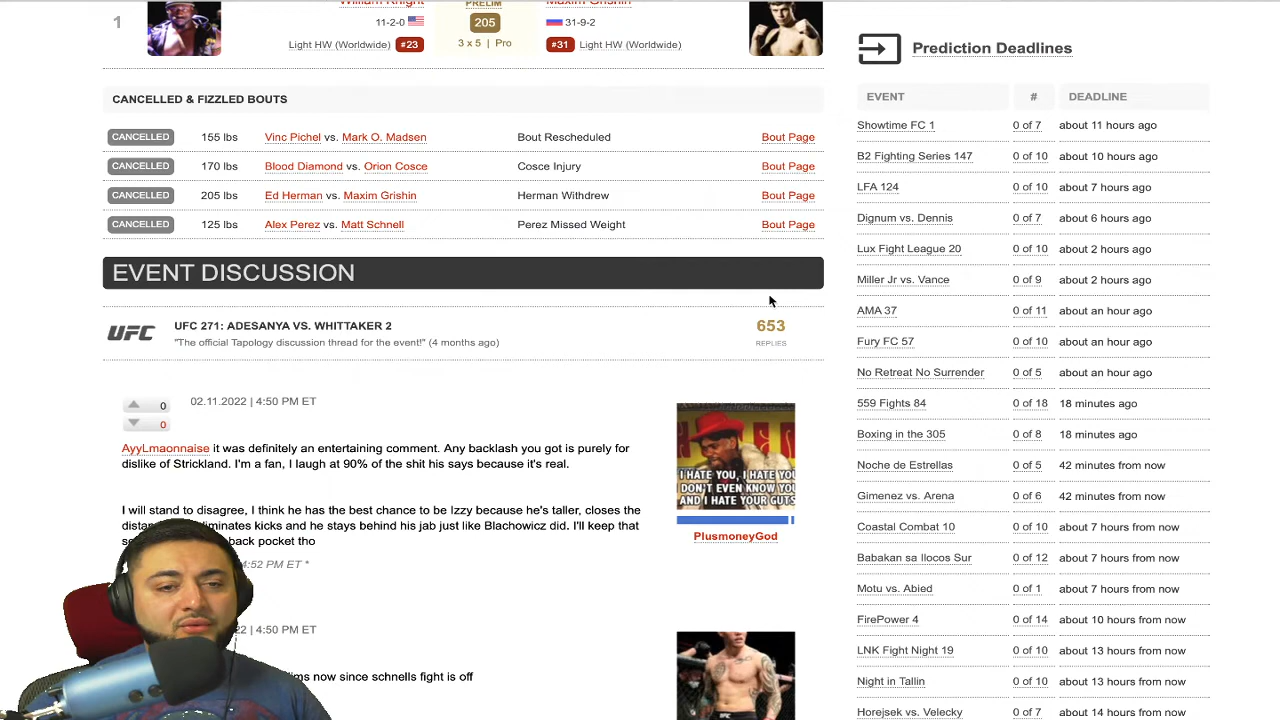 William Knight
PRELIM
Maxim Grishin
1
11-2-0
205
31-9-2
Light HW (Worldwide) #23
3 x 5 | Pro
#31 Light HW (Worldwide)
CANCELLED & FIZZLED BOUTS
CANCELLED 155 lbs Vinc Pichel vs. Mark O. Madsen Bout Rescheduled Bout Page
CANCELLED 170 lbs Blood Diamond vs. Orion Cosce Cosce Injury Bout Page
CANCELLED 205 lbs Ed Herman vs. Maxim Grishin Herman Withdrew Bout Page
CANCELLED 125 lbs Alex Perez vs. Matt Schnell Perez Missed Weight Bout Page
EVENT DISCUSSION
UFC
UFC 271: ADESANYA VS. WHITTAKER 2
"The official Tapology discussion thread for the event!" (4 months ago)
653
REPLIES
0
0
02.11.2022 | 4:50 PM ET
AyyLmaonnaise it was definitely an entertaining comment. Any backlash you got is purely for
dislike of Strickland. I'm a fan, I laugh at 90% of the shit his says because it's real.
I will stand to disagree, I think he has the best chance to be Izzy because he's taller, closes the
distan liminates kicks and he stays behind his jab just like Blachowicz did. I'll keep that
back pocket tho
4:52 PM ET *
I HATE YOU, I HATE YOU
DON'T EVEN KNOW YOU
AND I HATE YOUR GUTS
PlusmoneyGod
22 | 4:50 PM ET
ms now since schnells fight is off
Prediction Deadlines
EVENT # DEADLINE
Showtime FC 1 0 of 7 about 11 hours ago
B2 Fighting Series 147 0 of 10 about 10 hours ago
LFA 124 0 of 10 about 7 hours ago
Dignum vs. Dennis 0 of 7 about 6 hours ago
Lux Fight League 20 0 of 10 about 2 hours ago
Miller Jr vs. Vance 0 of 9 about 2 hours ago
AMA 37 0 of 11 about an hour ago
Fury FC 57 0 of 10 about an hour ago
No Retreat No Surrender 0 of 5 about an hour ago
559 Fights 84 0 of 18 18 minutes ago
Boxing in the 305 0 of 8 18 minutes ago
Noche de Estrellas 0 of 5 42 minutes from now
Gimenez vs. Arena 0 of 6 42 minutes from now
Coastal Combat 10 0 of 10 about 7 hours from now
Babakan sa Ilocos Sur 0 of 12 about 7 hours from now
Motu vs. Abied 0 of 1 about 7 hours from now
FirePower 4 0 of 14 about 10 hours from now
LNK Fight Night 19 0 of 10 about 13 hours from now
Night in Tallin 0 of 10 about 13 hours from now
Horejsek vs. Velecky 0 of 7 about 14 hours from now